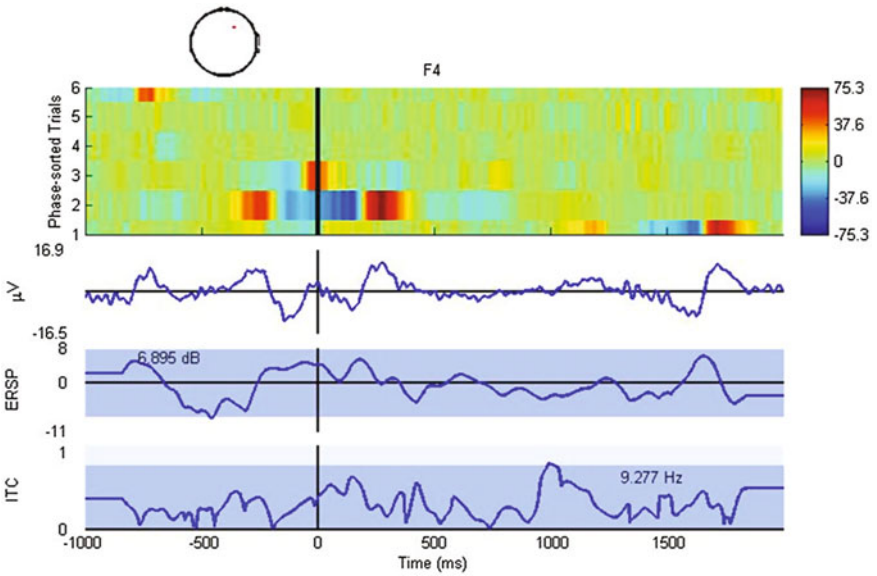 F4
Phase-sorted Trials
6
5
4
3
2
1
75.3
37.6
0
-37.6
-75.3
16.9
µV
-16.5
8
6.895 dB
ERSP
0
-11
1
9.277 Hz
ITC
0
-1000 -500 0 500 1000 1500
Time (ms)